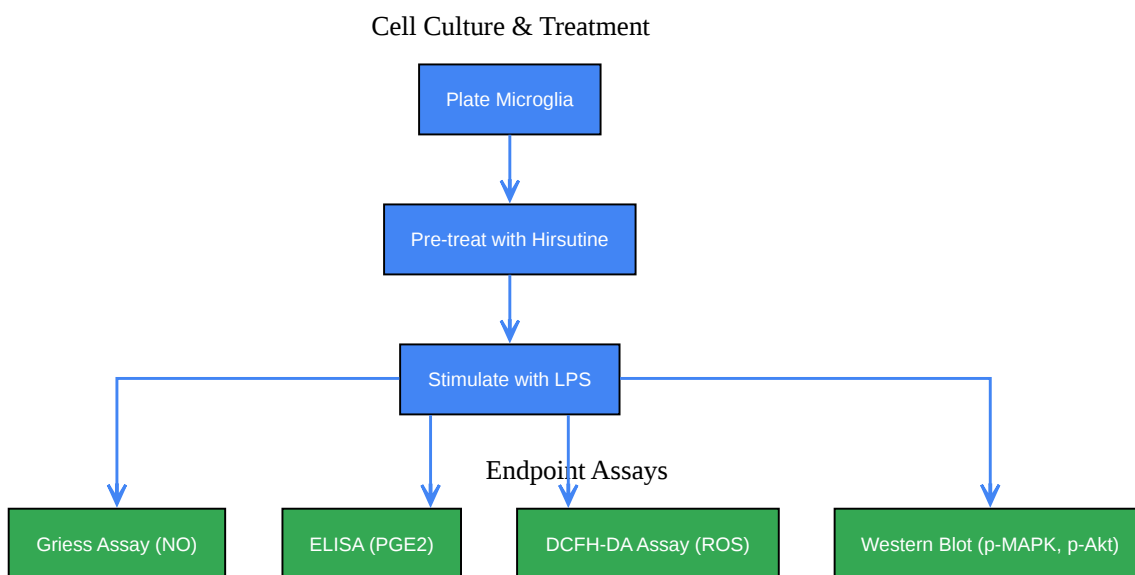 Cell Culture & Treatment
Plate Microglia
Pre-treat with Hirsutine
Stimulate with LPS
Endpoint Assays
Griess Assay (NO)
ELISA (PGE2)
DCFH-DA Assay (ROS)
Western Blot (p-MAPK, p-Akt)